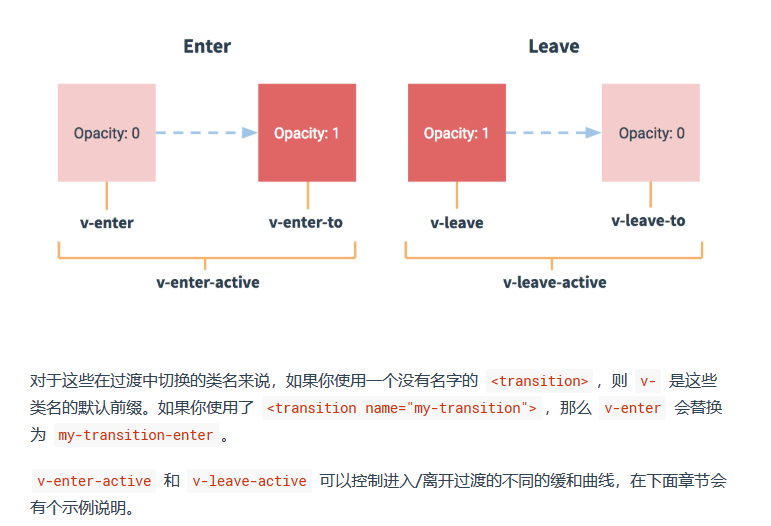 Enter Leave
Opacity: 0 Opacity: 1 Opacity: 1 Opacity: 0
v-enter v-enter-to v-leave v-leave-to
v-enter-active v-leave-active
对于这些在过渡中切换的类名来说，如果你使用一个没有名字的 <transition>，则 v- 是这些
类名的默认前缀。如果你使用了 <transition name="my-transition">，那么 v-enter 会替换
为 my-transition-enter。
v-enter-active 和 v-leave-active 可以控制进入/离开过渡的不同的缓和曲线，在下面章节会
有个示例说明。